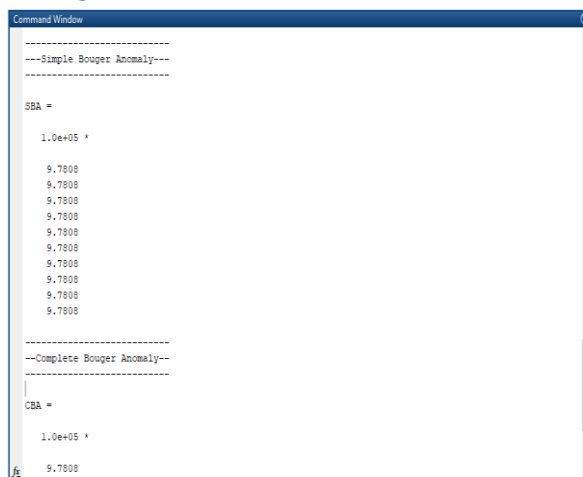 Command Window
--------------------------
---Simple Bouger Anomaly---
--------------------------
SBA =
1.0e+05 *
9.7808
9.7808
9.7808
9.7808
9.7808
9.7808
9.7808
9.7808
9.7808
9.7808
--------------------------
--Complete Bouger Anomaly--
--------------------------
CBA =
1.0e+05 *
fx 9.7808